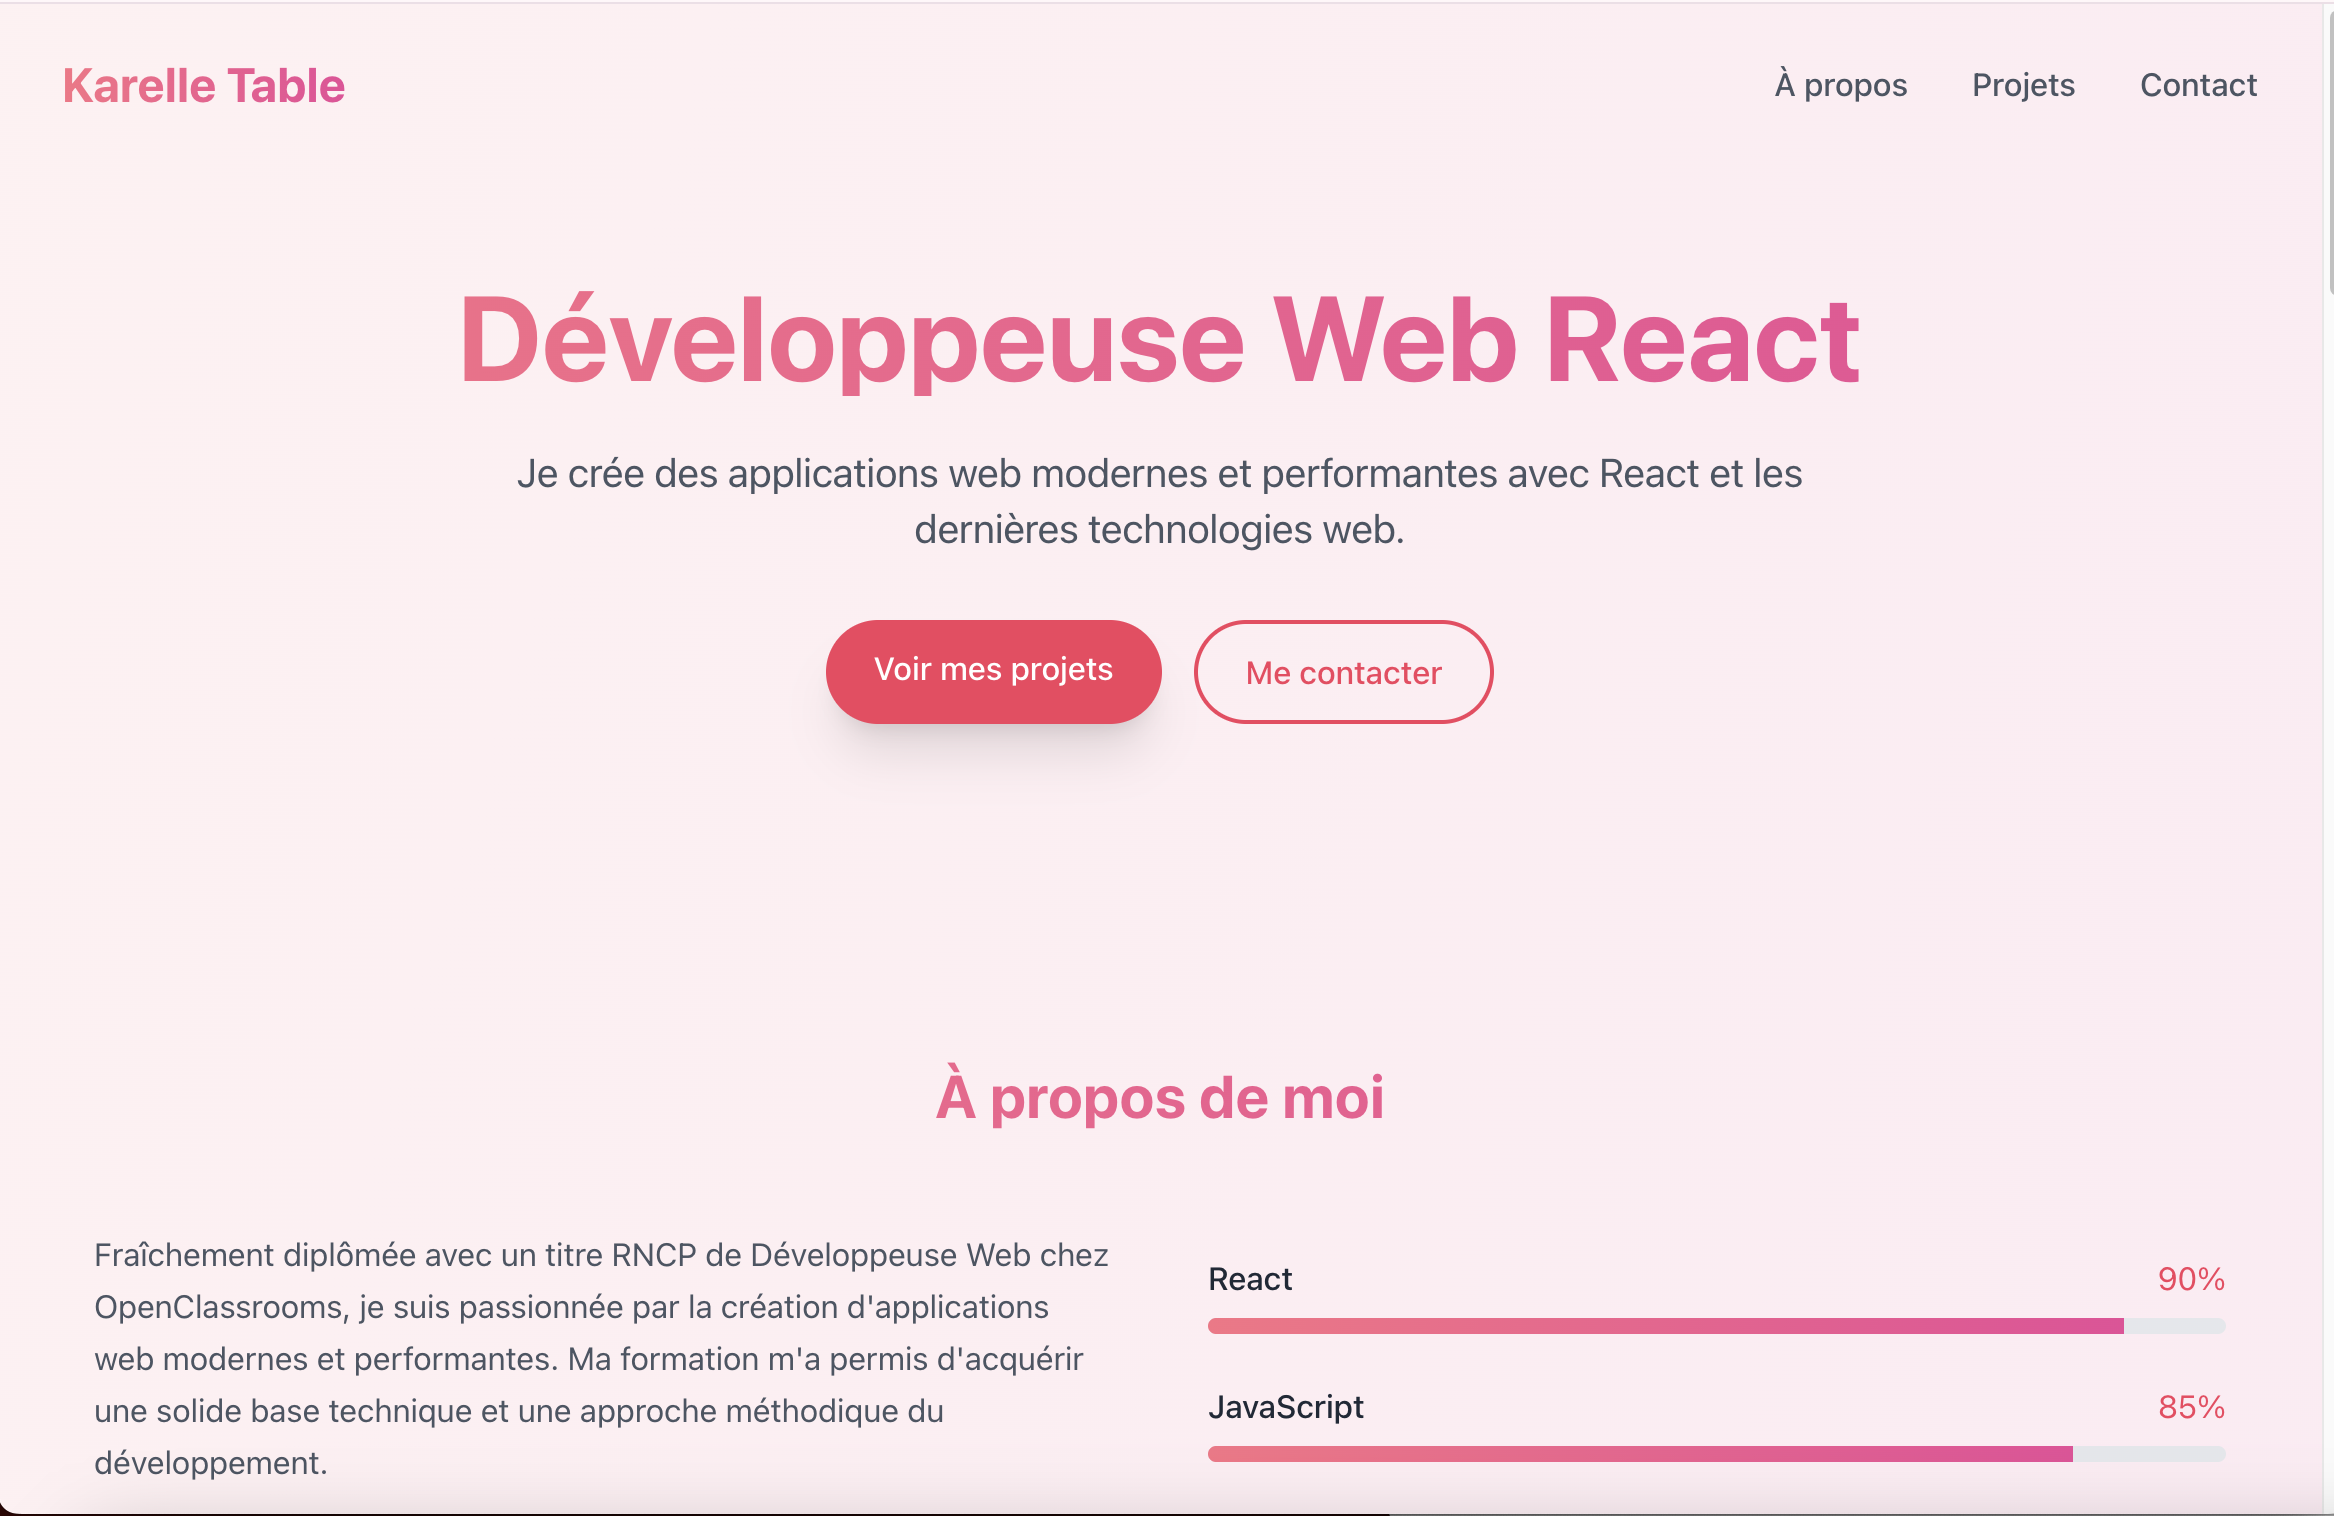 Karelle Table
À propos
Projets
Contact
Développeuse Web React
Je crée des applications web modernes et performantes avec React et les
dernières technologies web.
Voir mes projets
Me contacter
À propos de moi
Fraîchement diplômée avec un titre RNCP de Développeuse Web chez
OpenClassrooms, je suis passionnée par la création d'applications
web modernes et performantes. Ma formation m'a permis d'acquérir
une solide base technique et une approche méthodique du
développement.
React
90%
JavaScript
85%